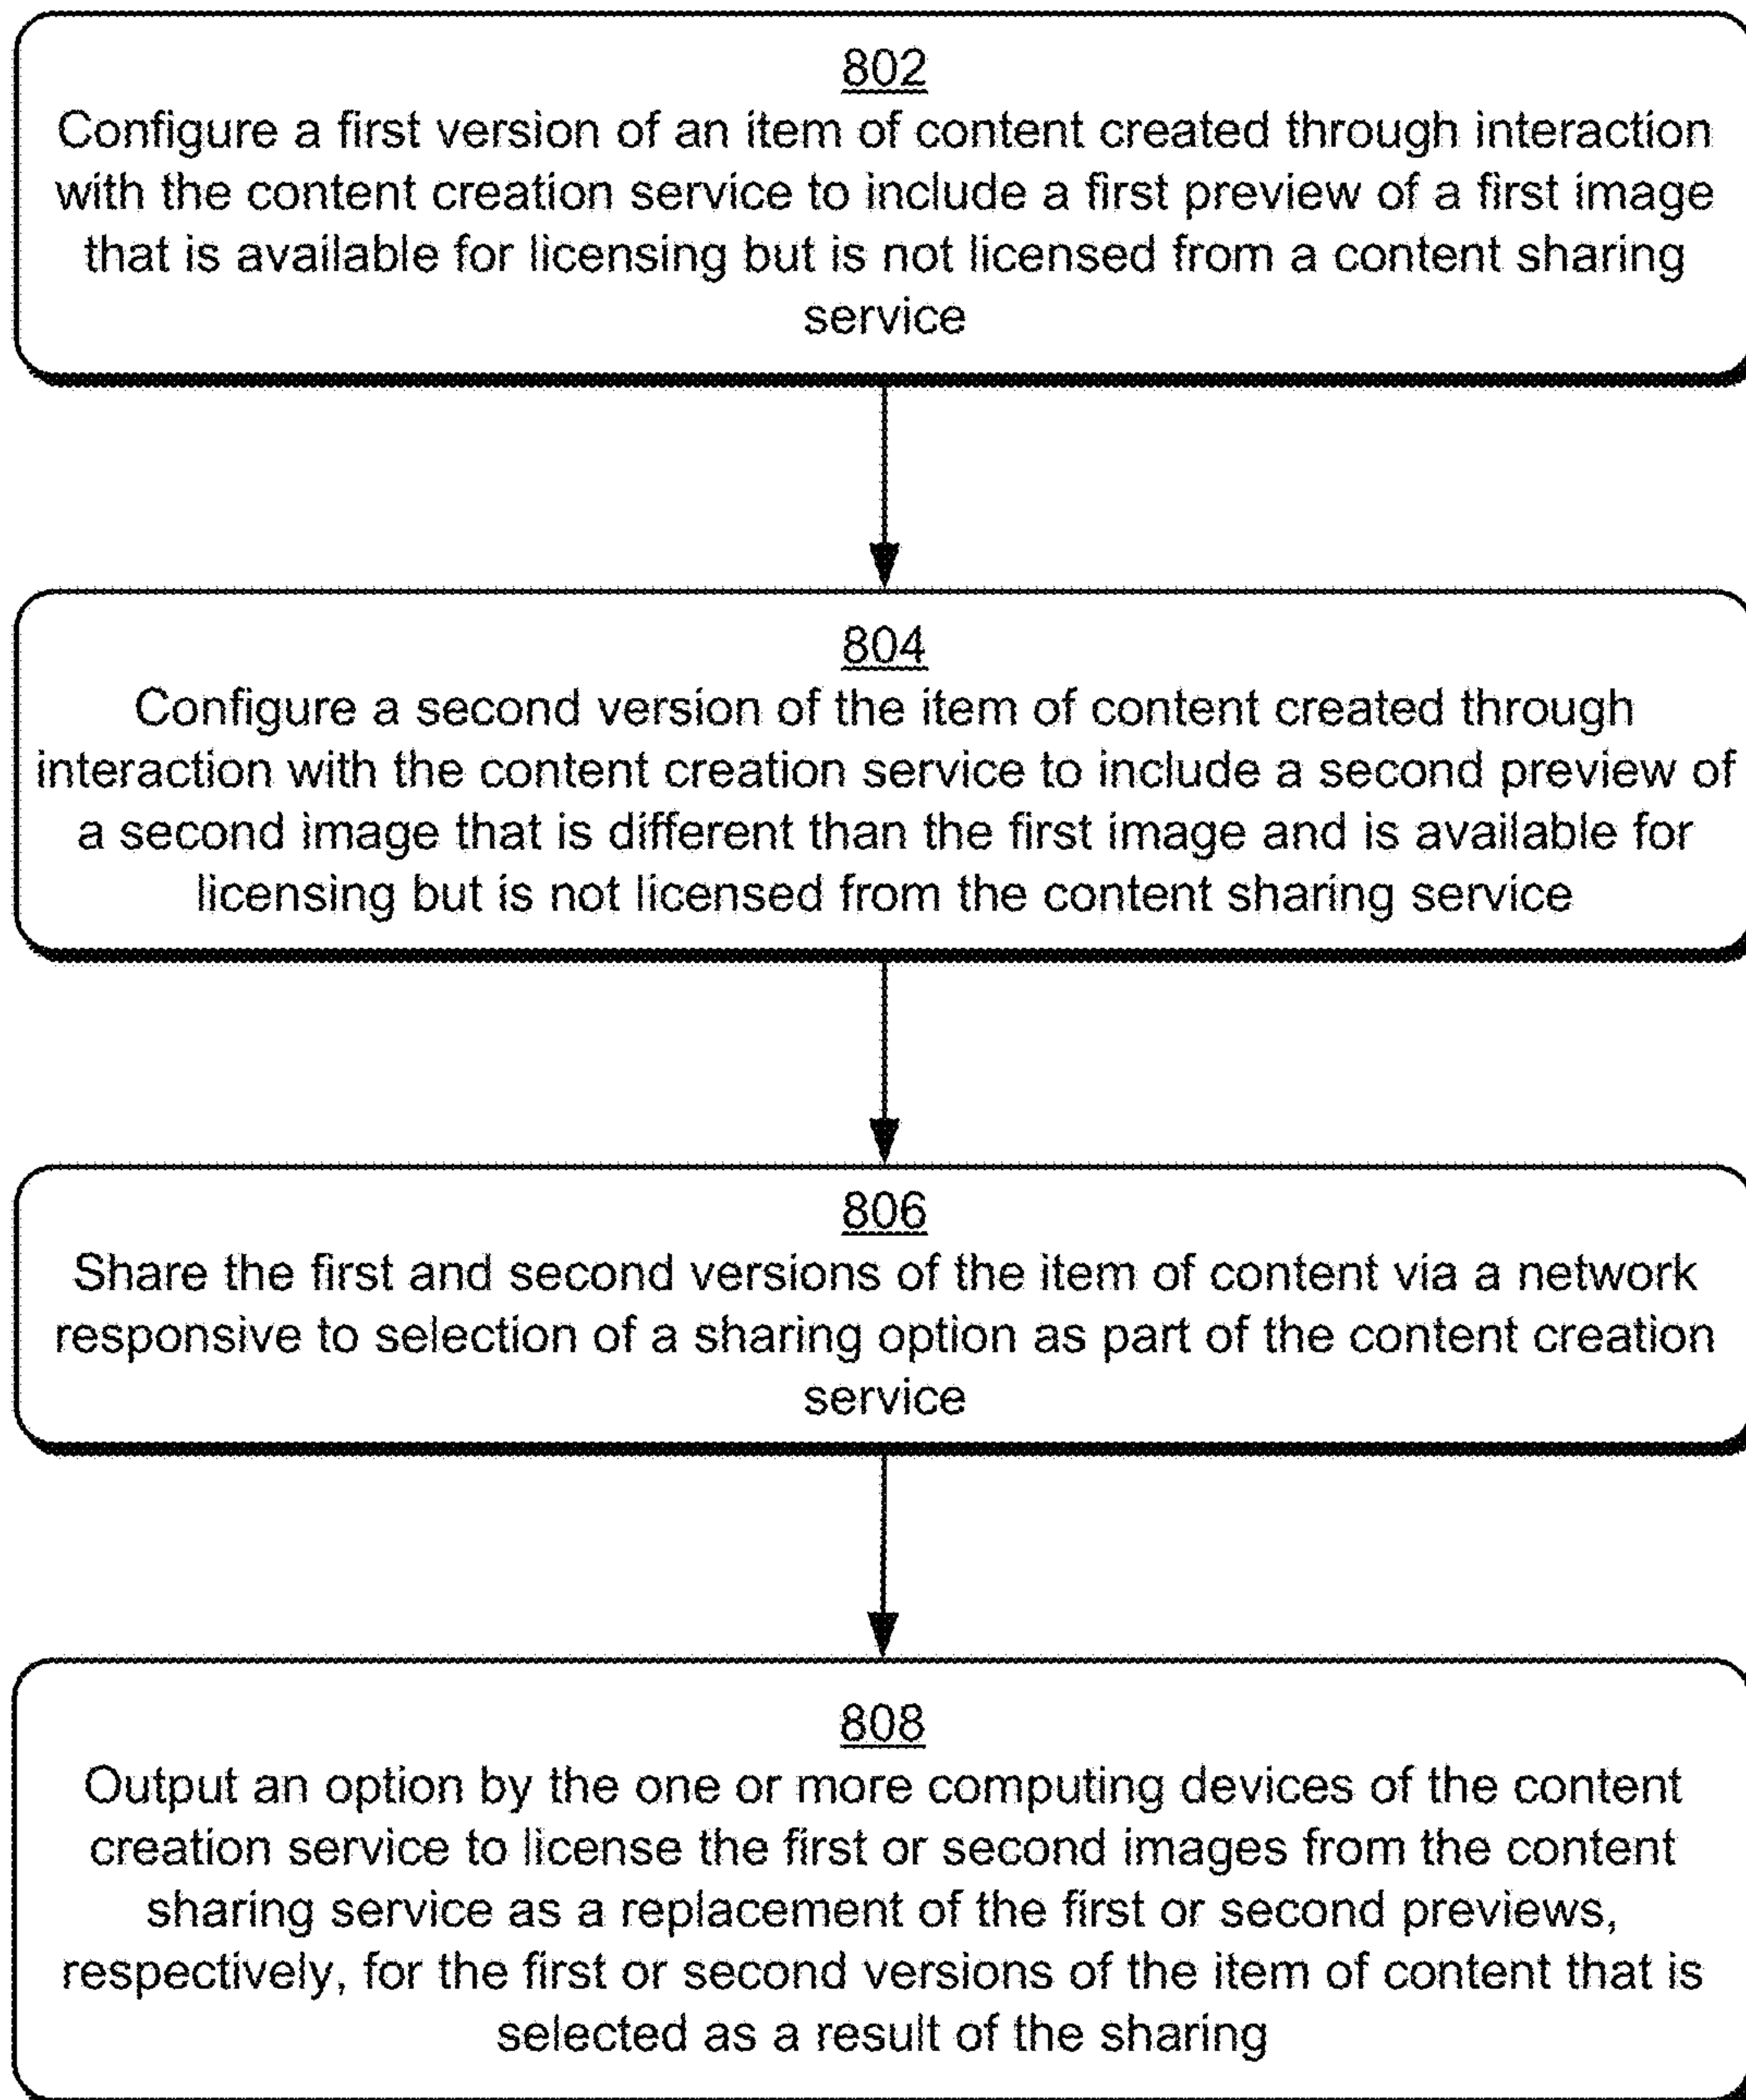 802
Configure a first version of an item of content created through interaction
with the content creation service to include a first preview of a first image
that is available for licensing but is not licensed from a content sharing
service
804
Configure a second version of the item of content created through
interaction with the content creation service to include a second preview of
a second image that is different than the first image and is available for
licensing but is not licensed from the content sharing service
806
Share the first and second versions of the item of content via a network
responsive to selection of a sharing option as part of the content creation
service
808
Output an option by the one or more computing devices of the content
creation service to license the first or second images from the content
sharing service as a replacement of the first or second previews,
respectively, for the first or second versions of the item of content that is
selected as a result of the sharing